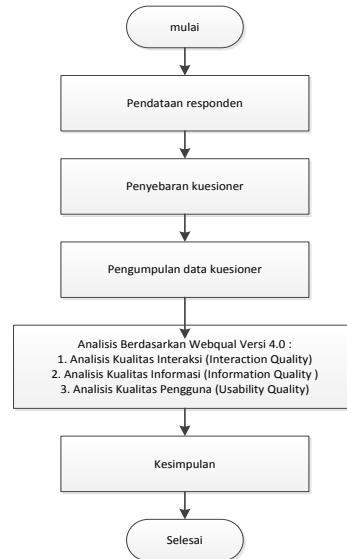 mulai
Pendataan responden
Penyebaran kuesioner
Pengumpulan data kuesioner
Analisis Berdasarkan Webqual Versi 4.0 :
1. Analisis Kualitas Interaksi (Interaction Quality)
2. Analisis Kualitas Informasi (Information Quality )
3. Analisis Kualitas Pengguna (Usability Quality)
Kesimpulan
Selesai